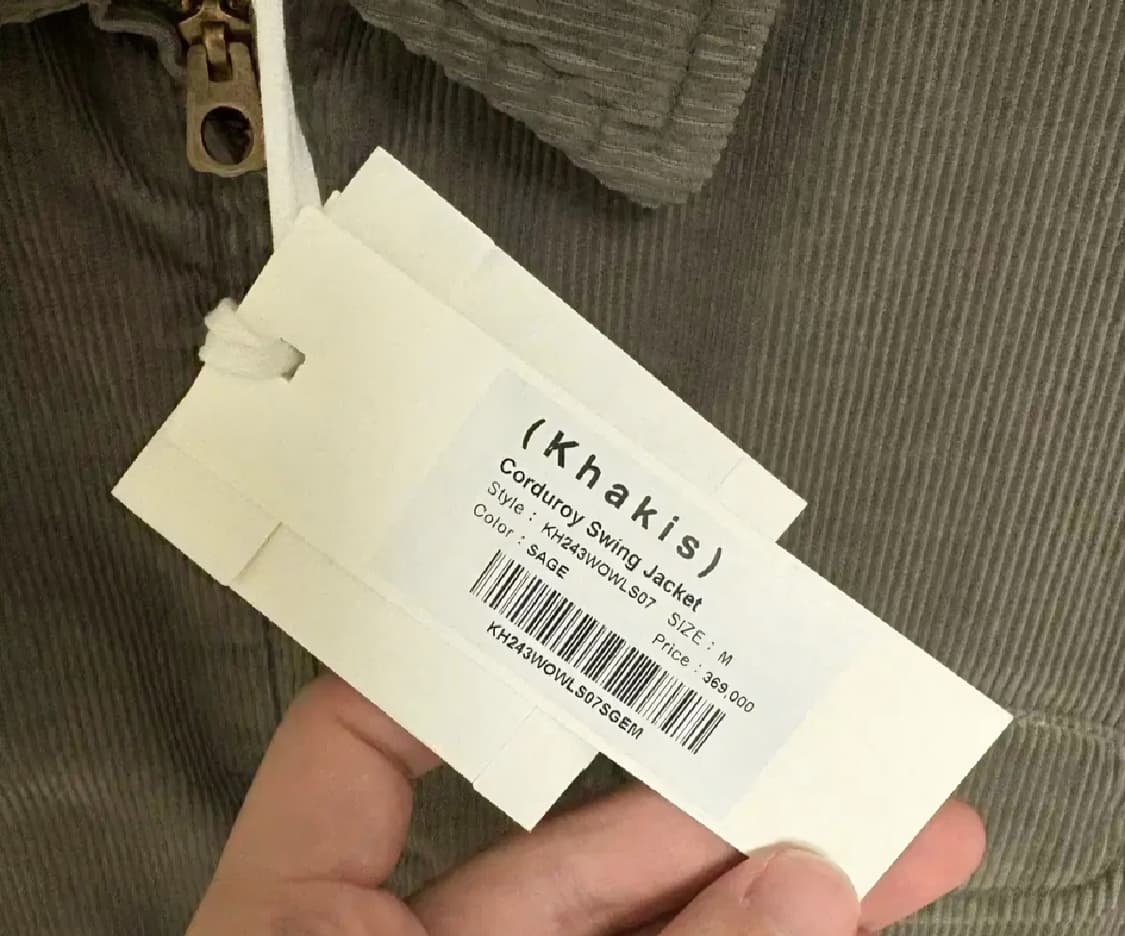 (Khakis)
Corduroy Swing Jacket
Style : KH243WOWLS07 SIZE : M
Color : SAGE Price : 369,000
KH243WOWLS07SGEM